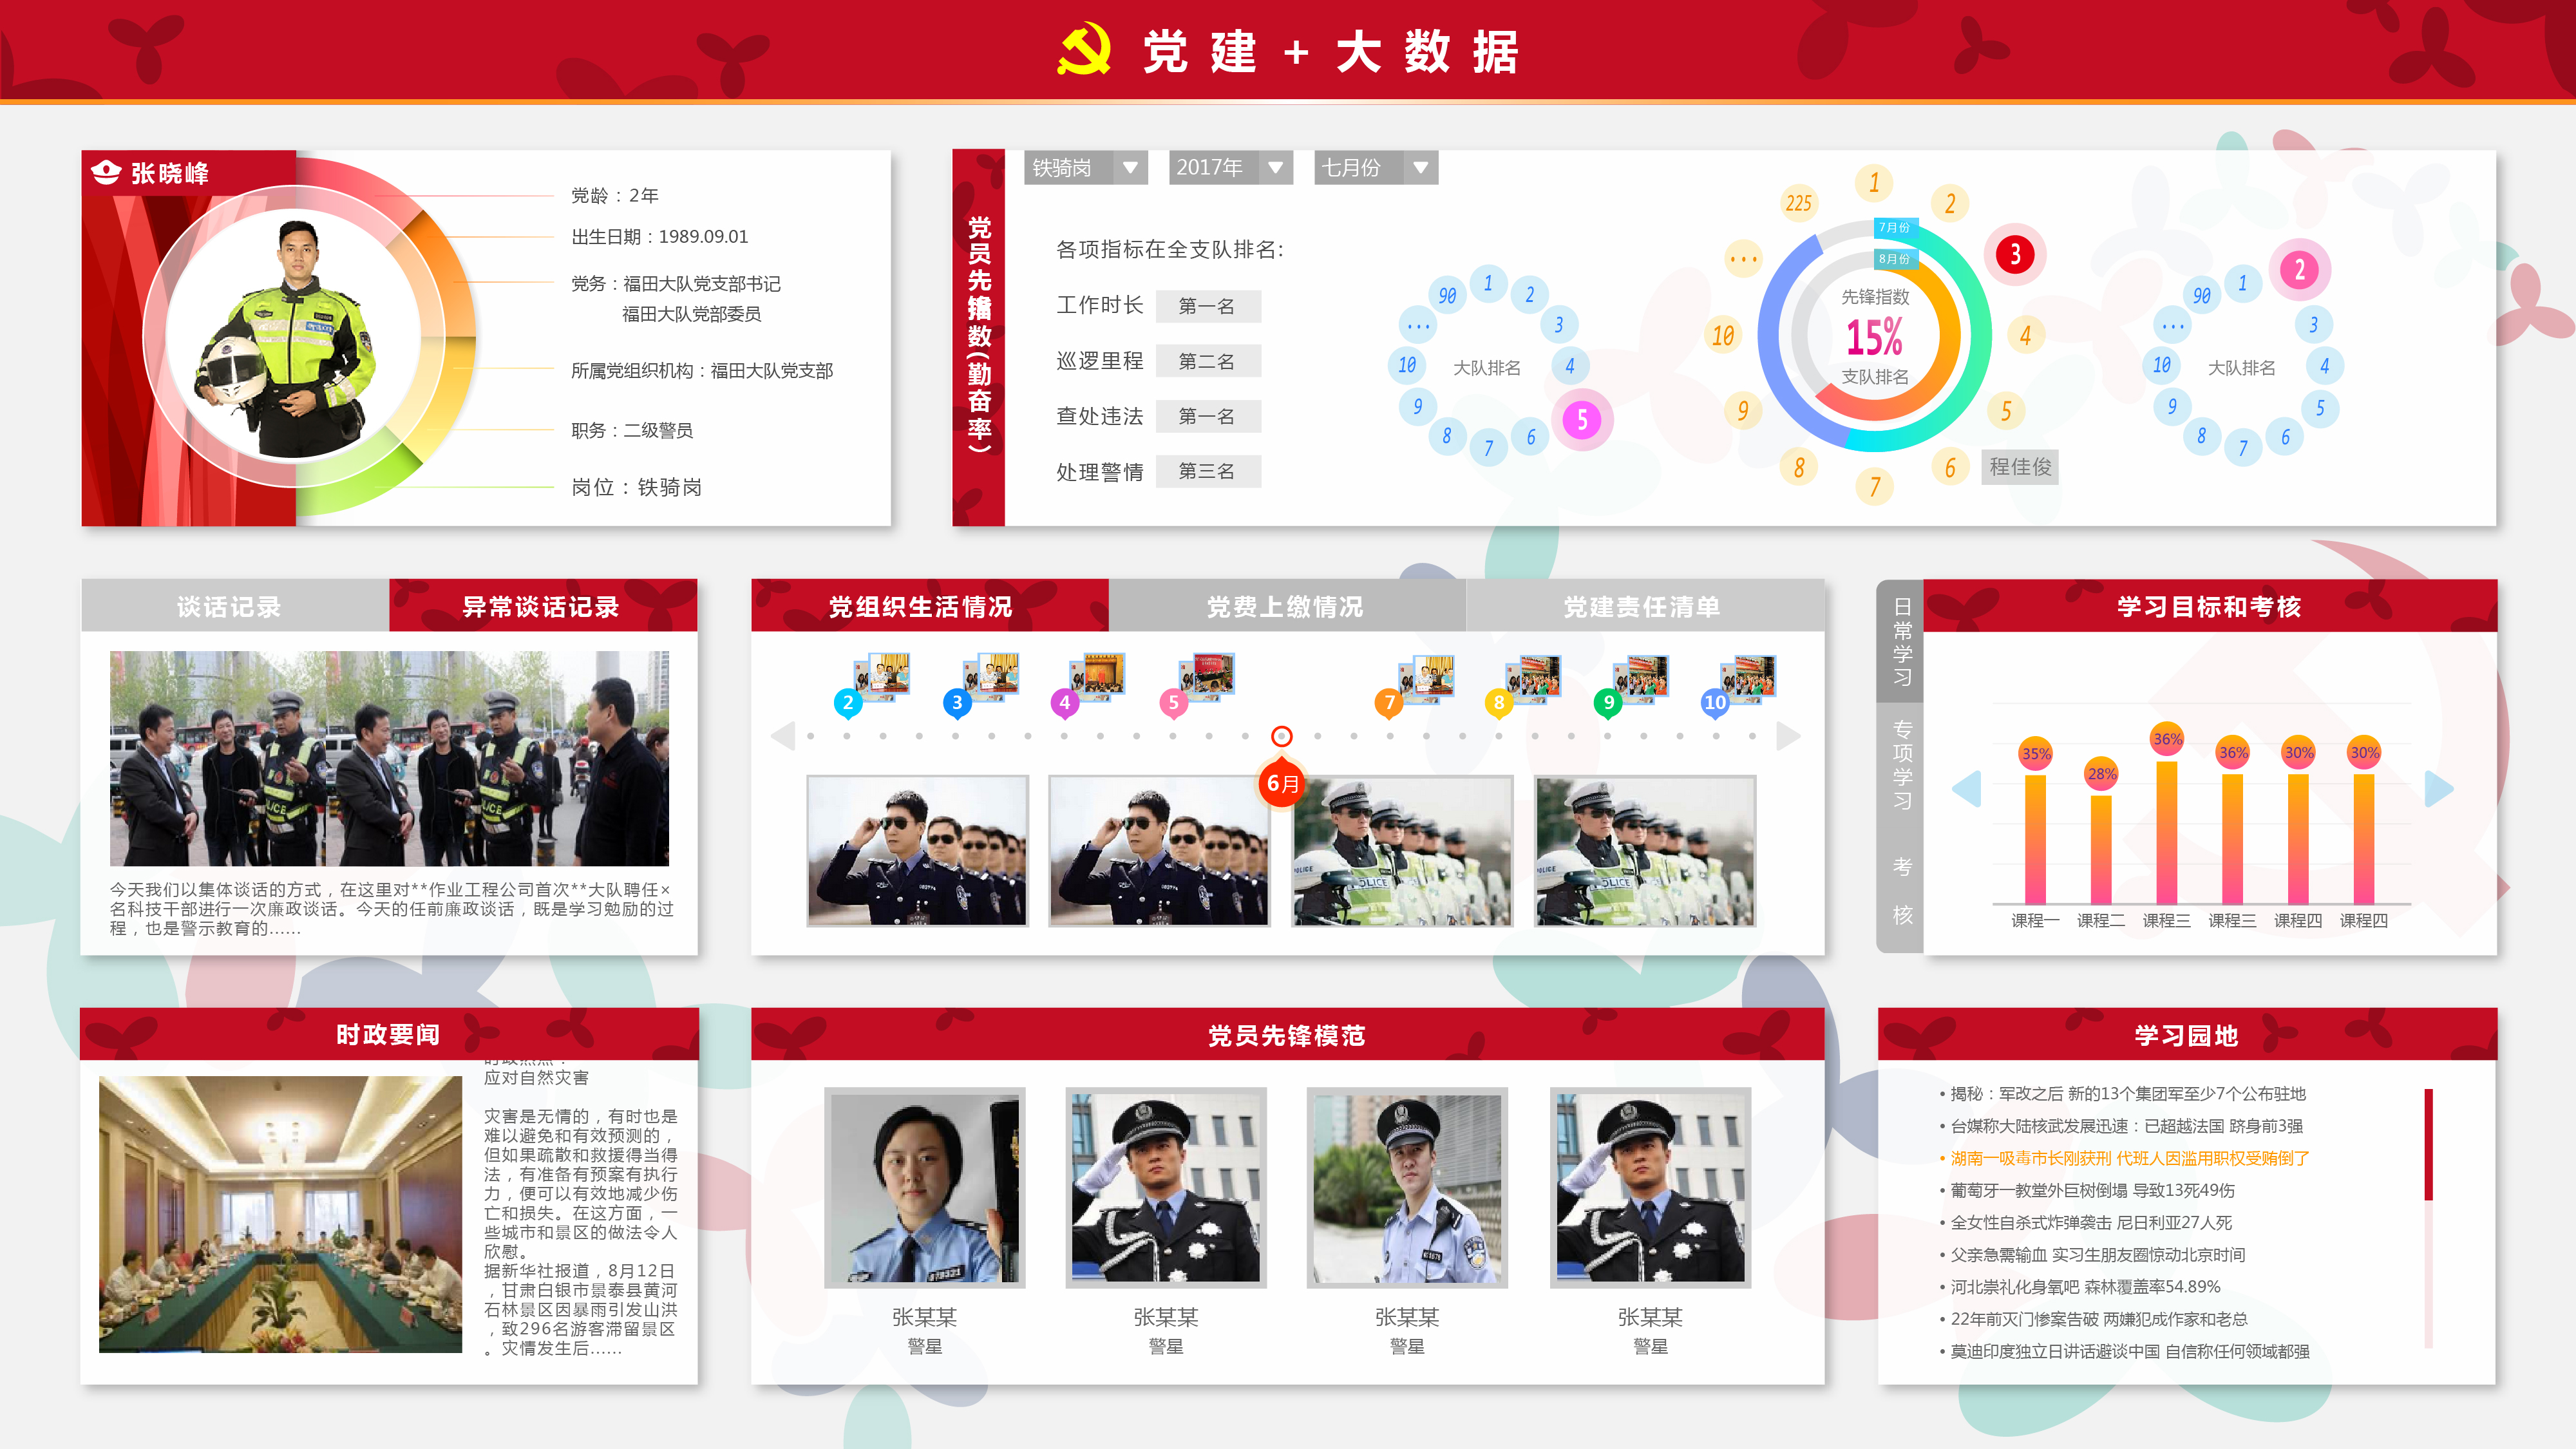 党建+大数据
张晓峰
党龄：2年
出生日期：1989.09.01
党务：福田大队党支部书记
福田大队党部委员
所属党组织机构：福田大队党支部
职务：二级警员
岗位：铁骑岗
党员先锋指数(勤奋率)
铁骑岗
2017年
七月份
各项指标在全支队排名:
工作时长 第一名
巡逻里程 第二名
查处违法 第一名
处理警情 第三名
大队排名
1
2
3
4
5
6
7
8
9
10
...
90
7月份
8月份
先锋指数
15%
支队排名
1
2
3
4
5
6
7
8
9
10
...
225
程佳俊
大队排名
1
2
3
4
5
6
7
8
9
10
...
90
谈话记录
异常谈话记录
今天我们以集体谈话的方式，在这里对**作业工程公司首次**大队聘任×
名科技干部进行一次廉政谈话。今天的任前廉政谈话，既是学习勉励的过
程，也是警示教育的......
党组织生活情况
党费上缴情况
党建责任清单
2
3
4
5
7
8
9
10
6月
POLICE
POLICE
日常学习
专项学习
考核
学习目标和考核
35%
28%
36%
36%
30%
30%
课程一
课程二
课程三
课程三
课程四
课程四
时政要闻
应对自然灾害
灾害是无情的，有时也是
难以避免和有效预测的，
但如果疏散和救援得当得
法，有准备有预案有执行
力，便可以有效地减少伤
亡和损失。在这方面，一
些城市和景区的做法令人
欣慰。
据新华社报道，8月12日
，甘肃白银市景泰县黄河
石林景区因暴雨引发山洪
，致296名游客滞留景区
。灾情发生后......
党员先锋模范
张某某
警星
张某某
警星
张某某
警星
张某某
警星
学习园地
• 揭秘：军改之后 新的13个集团军至少7个公布驻地
• 台媒称大陆核武发展迅速：已超越法国 跻身前3强
• 湖南一吸毒市长刚获刑 代班人因滥用职权受贿倒了
• 葡萄牙一教堂外巨树倒塌 导致13死49伤
• 全女性自杀式炸弹袭击 尼日利亚27人死
• 父亲急需输血 实习生朋友圈惊动北京时间
• 河北崇礼化身氧吧 森林覆盖率54.89%
• 22年前灭门惨案告破 两嫌犯成作家和老总
• 莫迪印度独立日讲话避谈中国 自信称任何领域都强